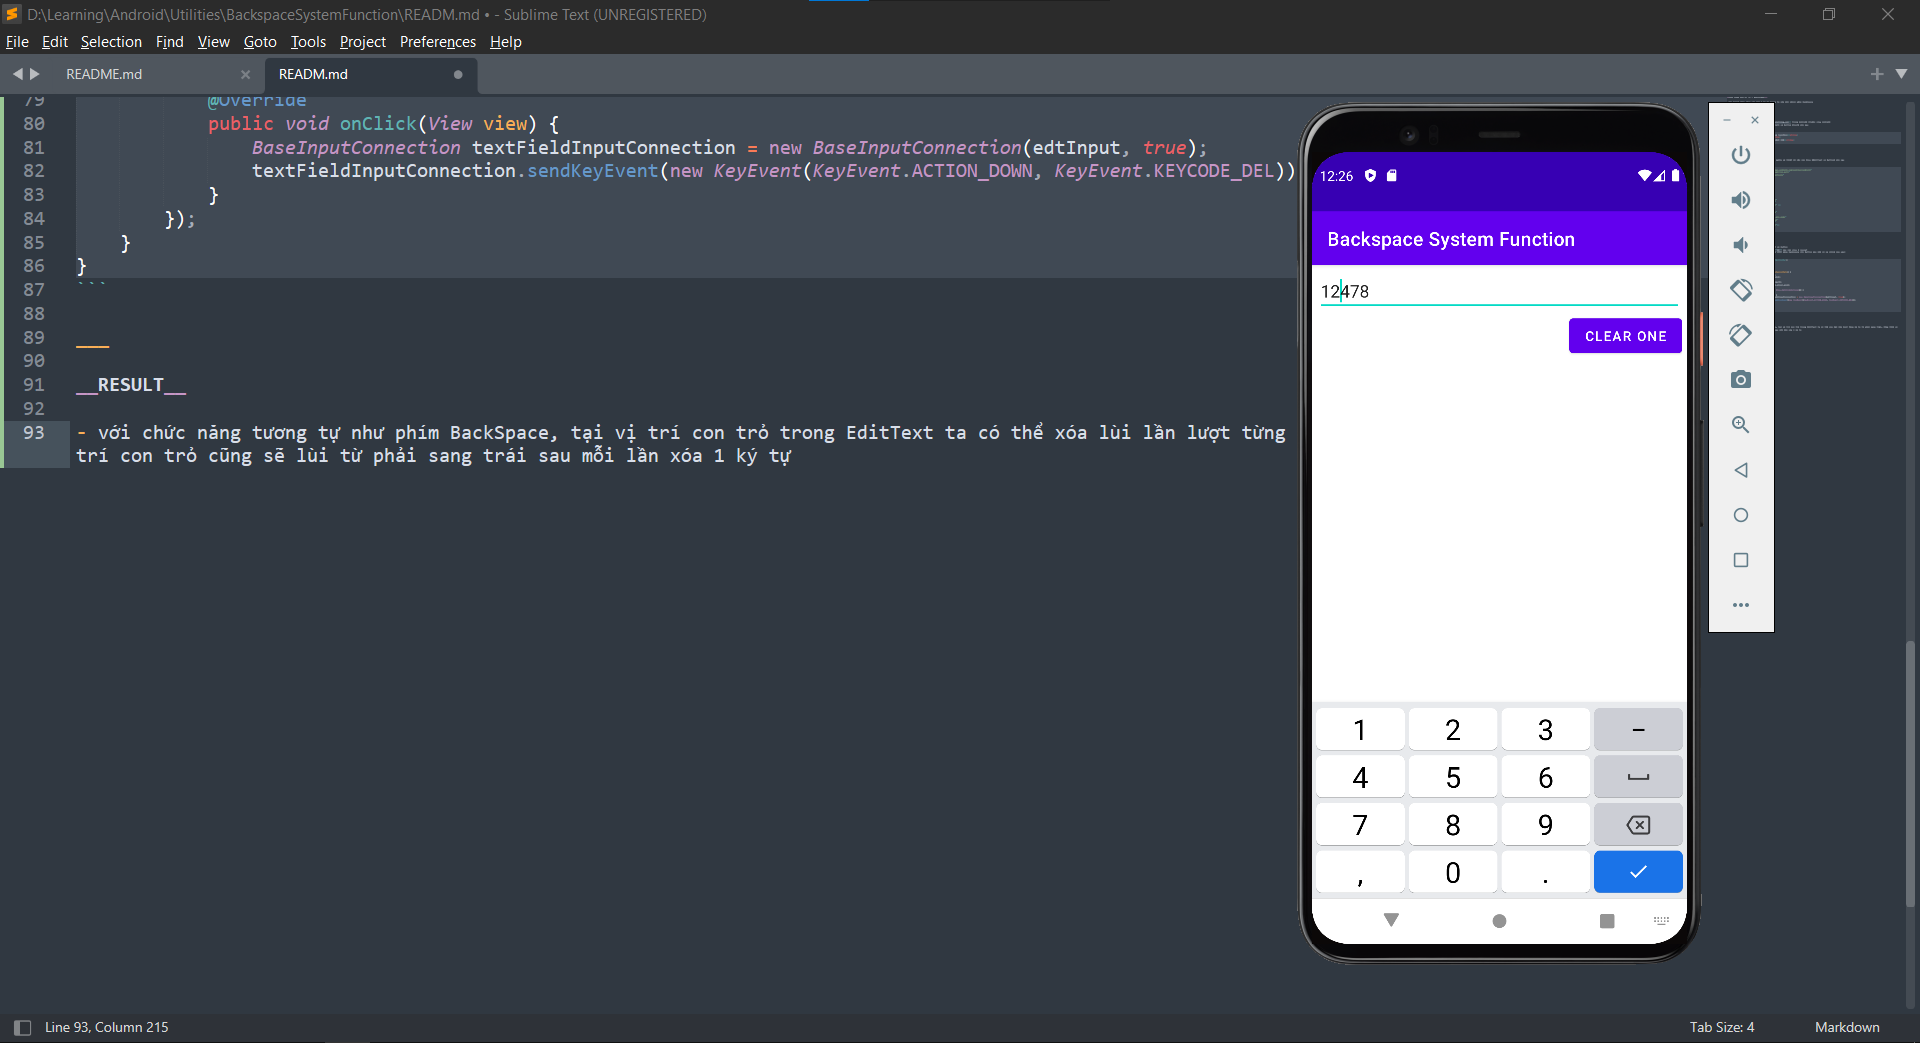 D:\Learning\Android\Utilities\BackspaceSystemFunction\READM.md • - Sublime Text (UNREGISTERED)
File Edit Selection Find View Goto Tools Project Preferences Help
README.md
READM.md
79 @Override
80 public void onClick(View view) {
81 BaseInputConnection textFieldInputConnection = new BaseInputConnection(edtInput, true);
82 textFieldInputConnection.sendKeyEvent(new KeyEvent(KeyEvent.ACTION_DOWN, KeyEvent.KEYCODE_DEL))
83 }
84 });
85 }
86 }
87 ```
88
89 ___
90
91 __RESULT__
92
93 - với chức năng tương tự như phím BackSpace, tại vị trí con trỏ trong EditText ta có thể xóa lùi lần lượt từng
trí con trỏ cũng sẽ lùi từ phải sang trái sau mỗi lần xóa 1 ký tự
12:26
Backspace System Function
12478
CLEAR ONE
1 2 3 −
4 5 6
7 8 9
, 0 .
Line 93, Column 215
Tab Size: 4
Markdown